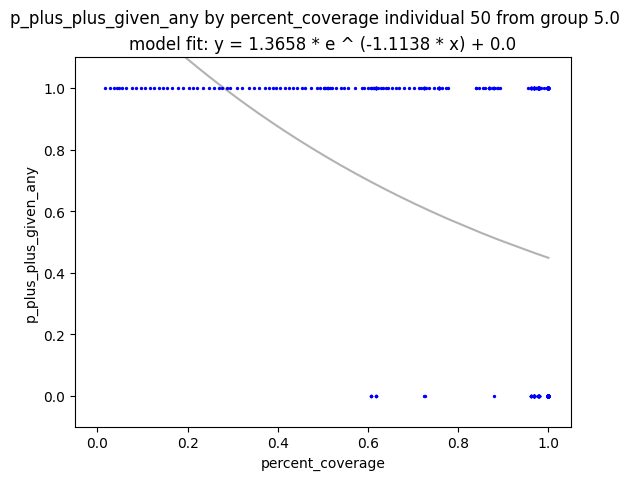 p_plus_plus_given_any by percent_coverage individual 50 from group 5.0
model fit: y = 1.3658 * e ^ (-1.1138 * x) + 0.0
1.0
0.8
0.6
0.4
0.2
0.0
p_plus_plus_given_any
0.0 0.2 0.4 0.6 0.8 1.0
percent_coverage